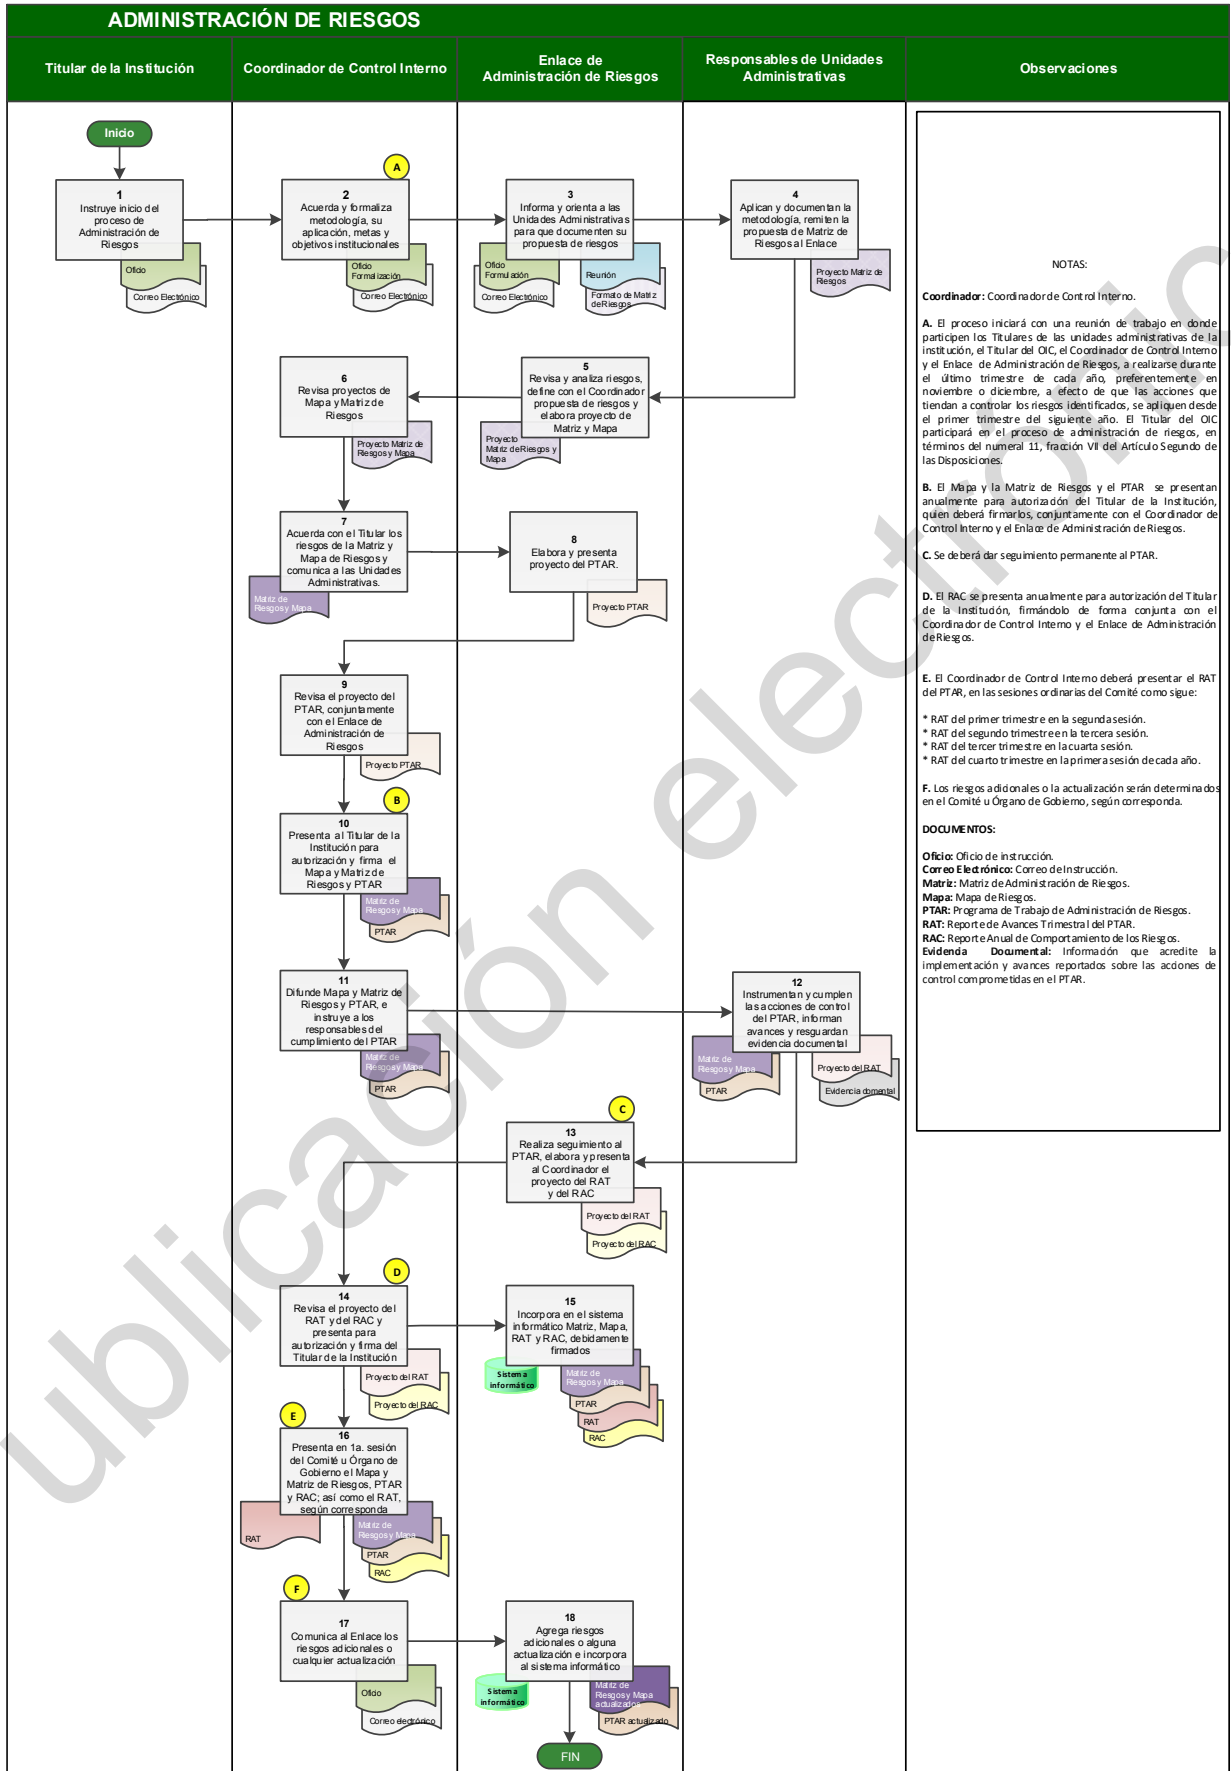 ADMINISTRACIÓN DE RIESGOS
Titular de la Institución
Coordinador de Control Interno
Enlace de
Administración de Riesgos
Responsables de Unidades
Administrativas
Observaciones
Inicio
1
Instruye inicio del
proceso de
Administración de
Riesgos
Oficio
Correo Electrónico
A
2
Acuerda y formaliza
metodología, su
aplicación, metas y
objetivos institucionales
Oficio
Formalización
Correo Electrónico
3
Informa y orienta a las
Unidades Administrativas
para que documenten su
propuesta de riesgos
Oficio
Formulación
Correo Electrónico
Reunión
Formato de Matriz
de Riesgos
4
Aplican y documentan la
metodología, remiten la
propuesta de Matriz de
Riesgos al Enlace
Proyecto Matriz de
Riesgos
5
Revisa y analiza riesgos,
define con el Coordinador
propuesta de riesgos y
elabora proyecto de
Matriz y Mapa
Proyecto
Matriz de Riesgos y
Mapa
6
Revisa proyectos de
Mapa y Matriz de
Riesgos
Proyecto Matriz de
Riesgos y Mapa
7
Acuerda con el Titular los
riesgos de la Matriz y
Mapa de Riesgos y
comunica a las Unidades
Administrativas.
Matriz de
Riesgos y Mapa
8
Elabora y presenta
proyecto del PTAR.
Proyecto PTAR
9
Revisa el proyecto del
PTAR, conjuntamente
con el Enlace de
Administración de
Riesgos
Proyecto PTAR
B
10
Presenta al Titular de la
Institución para
autorización y firma el
Mapa y Matriz de
Riesgos y PTAR
Matriz de
Riesgos y Mapa
PTAR
11
Difunde Mapa y Matriz de
Riesgos y PTAR, e
instruye a los
responsables del
cumplimiento del PTAR
Matriz de
Riesgos y Mapa
PTAR
12
Instrumentan y cumplen
las acciones de control
del PTAR, informan
avances y resguardan
evidencia documental
Matriz de
Riesgos y Mapa
PTAR
Proyecto del RAT
Evidencia domental
C
13
Realiza seguimiento al
PTAR, elabora y presenta
al Coordinador el
proyecto del RAT
y del RAC
Proyecto del RAT
Proyecto del RAC
D
14
Revisa el proyecto del
RAT y del RAC y
presenta para
autorización y firma del
Titular de la Institución
Proyecto del RAT
Proyecto del RAC
15
Incorpora en el sistema
informático Matriz, Mapa,
RAT y RAC, debidamente
firmados
Sistema
informático
Matriz de
Riesgos y Mapa
PTAR
RAT
RAC
E
16
Presenta en 1a. sesión
del Comité u Órgano de
Gobierno el Mapa y
Matriz de Riesgos, PTAR
y RAC; así como el RAT,
según corresponda
RAT
Matriz de
Riesgos y Mapa
PTAR
RAC
F
17
Comunica al Enlace los
riesgos adicionales o
cualquier actualización
Oficio
Correo electrónico
18
Agrega riesgos
adicionales o alguna
actualización e incorpora
al sistema informático
Sistema
informático
Matriz de
Riesgos y Mapa
actualizados
PTAR actualizado
FIN
NOTAS:
Coordinador: Coordinador de Control Interno.
A. El proceso iniciará con una reunión de trabajo en donde
participen los Titulares de las unidades administrativas de la
institución, el Titular del OIC, el Coordinador de Control Interno
y el Enlace de Administración de Riesgos, a realizarse durante
el último trimestre de cada año, preferentemente en
noviembre o diciembre, a efecto de que las acciones que
tiendan a controlar los riesgos identificados, se apliquen desde
el primer trimestre del siguiente año. El Titular del OIC
participará en el proceso de administración de riesgos, en
términos del numeral 11, fracción VII del Artículo Segundo de
las Disposiciones.
B. El Mapa y la Matriz de Riesgos y el PTAR se presentan
anualmente para autorización del Titular de la Institución,
quien deberá firmarlos, conjuntamente con el Coordinador de
Control Interno y el Enlace de Administración de Riesgos.
C. Se deberá dar seguimiento permanente al PTAR.
D. El RAC se presenta anualmente para autorización del Titular
de la Institución, firmándolo de forma conjunta con el
Coordinador de Control Interno y el Enlace de Administración
de Riesgos.
E. El Coordinador de Control Interno deberá presentar el RAT
del PTAR, en las sesiones ordinarias del Comité como sigue:
* RAT del primer trimestre en la segunda sesión.
* RAT del segundo trimestre en la tercera sesión.
* RAT del tercer trimestre en la cuarta sesión.
* RAT del cuarto trimestre en la primera sesión de cada año.
F. Los riesgos adicionales o la actualización serán determinados
en el Comité u Órgano de Gobierno, según corresponda.
DOCUMENTOS:
Oficio: Oficio de instrucción.
Correo Electrónico: Correo de Instrucción.
Matriz: Matriz de Administración de Riesgos.
Mapa: Mapa de Riesgos.
PTAR: Programa de Trabajo de Administración de Riesgos.
RAT: Reporte de Avances Trimestral del PTAR.
RAC: Reporte Anual de Comportamiento de los Riesgos.
Evidencia Documental: Información que acredite la
implementación y avances reportados sobre las acciones de
control comprometidas en el PTAR.
ublicación electronic